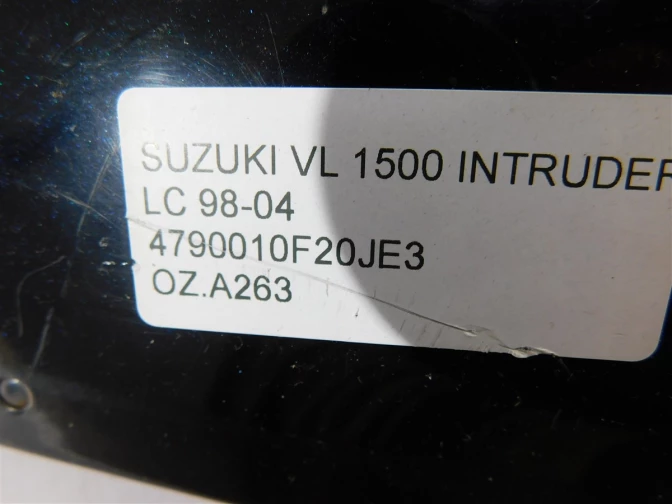 SUZUKI VL 1500 INTRUDER
LC 98-04
4790010F20JE3
OZ.A263